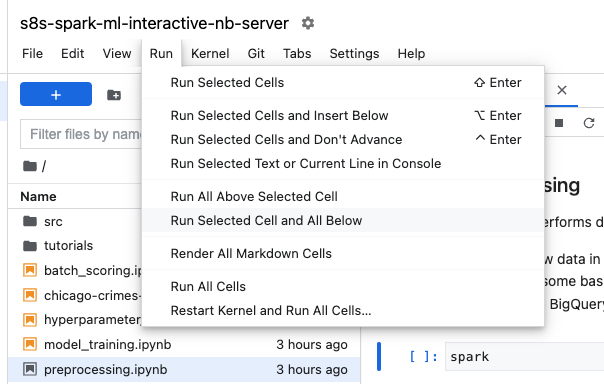 s8s-spark-ml-interactive-nb-server
File Edit View Run Kernel Git Tabs Settings Help
Run Selected Cells ⇧ Enter
Run Selected Cells and Insert Below ⌥ Enter
Run Selected Cells and Don't Advance ^ Enter
Run Selected Text or Current Line in Console
Run All Above Selected Cell
Run Selected Cell and All Below
Render All Markdown Cells
Run All Cells
Restart Kernel and Run All Cells...
Filter files by name
/
Name
src
tutorials
batch_scoring.ip
chicago-crimes-
hyperparameter
model_training.ipynb 3 hours ago
preprocessing.ipynb 3 hours ago
sing
erforms d
w data in
some bas
BigQuery
[ ]: spark